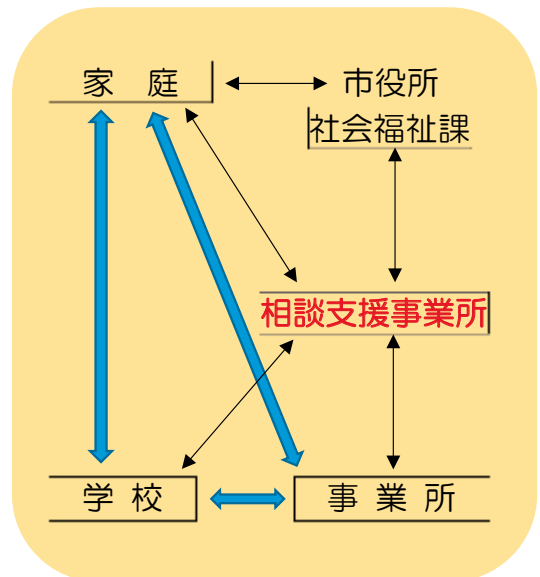 家 庭
市役所
社会福祉課
相談支援事業所
学 校
事 業 所